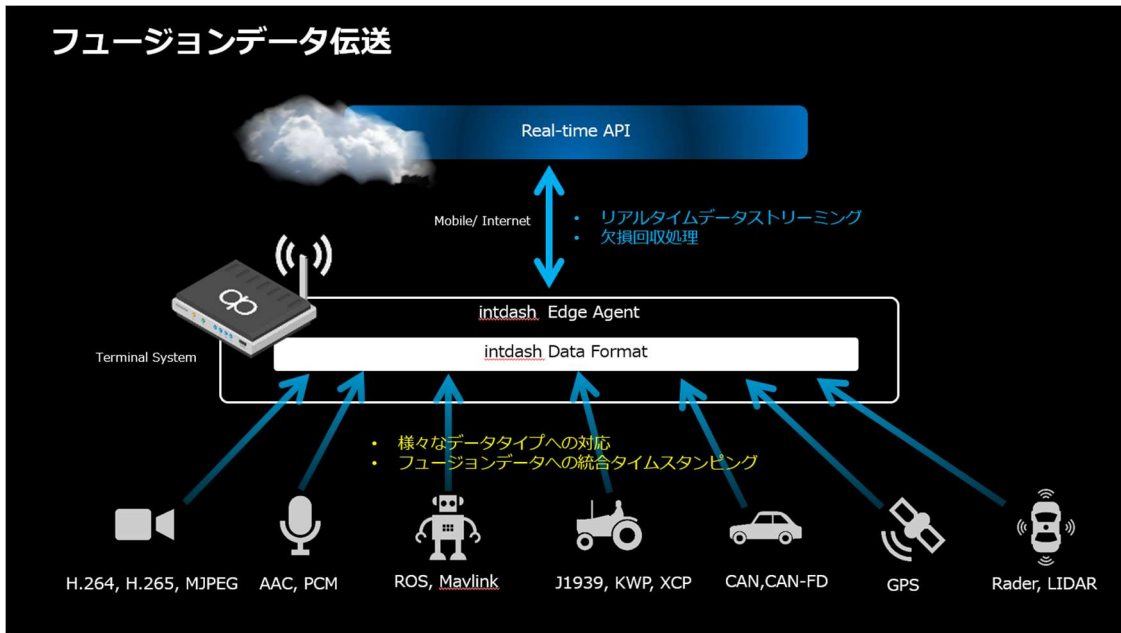 フュージョンデータ伝送
Real-time API
Mobile/ Internet
• リアルタイムデータストリーミング
• 欠損回収処理
intdash Edge Agent
intdash Data Format
Terminal System
• 様々なデータタイプへの対応
• フュージョンデータへの統合タイムスタンピング
H.264, H.265, MJPEG
AAC, PCM
ROS, Mavlink
J1939, KWP, XCP
CAN,CAN-FD
GPS
Rader, LIDAR